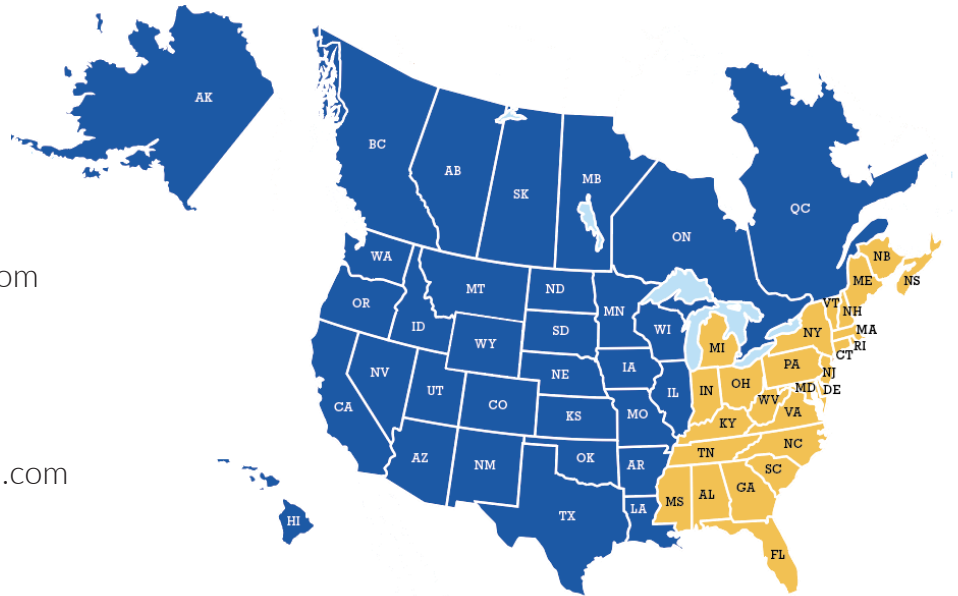 AK
BC
AB
SK
MB
ON
QC
NB
NS
ME
om
WA
MT
ND
MN
OR
ID
SD
WI
VT
NH
NY
MA
RI
CT
WY
MI
PA
NJ
NV
UT
NE
IA
IL
IN
OH
MD
DE
WV
VA
CA
CO
KS
MO
KY
NC
AZ
NM
OK
AR
TN
SC
.com
MS
AL
GA
HI
TX
LA
FL